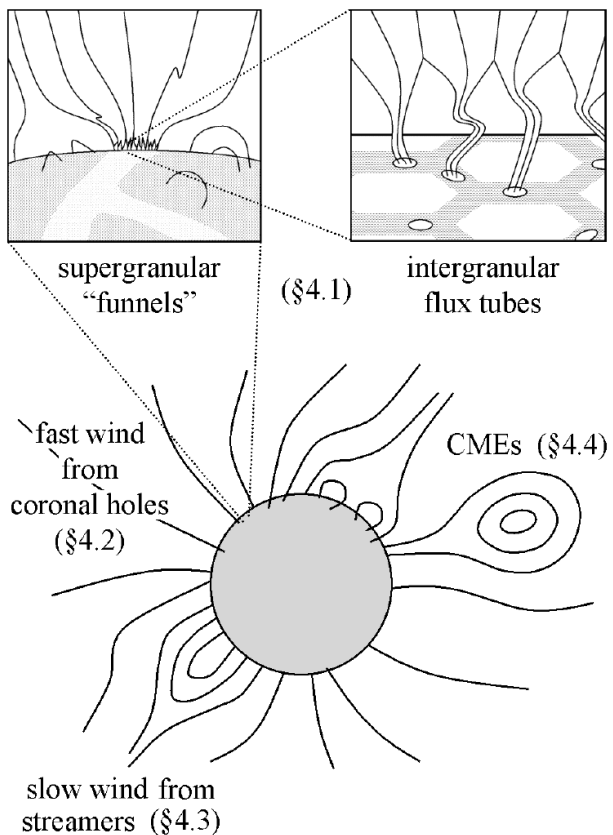 supergranular
“funnels”
(§4.1)
intergranular
flux tubes
fast wind
from
coronal holes
(§4.2)
CMEs (§4.4)
slow wind from
streamers (§4.3)